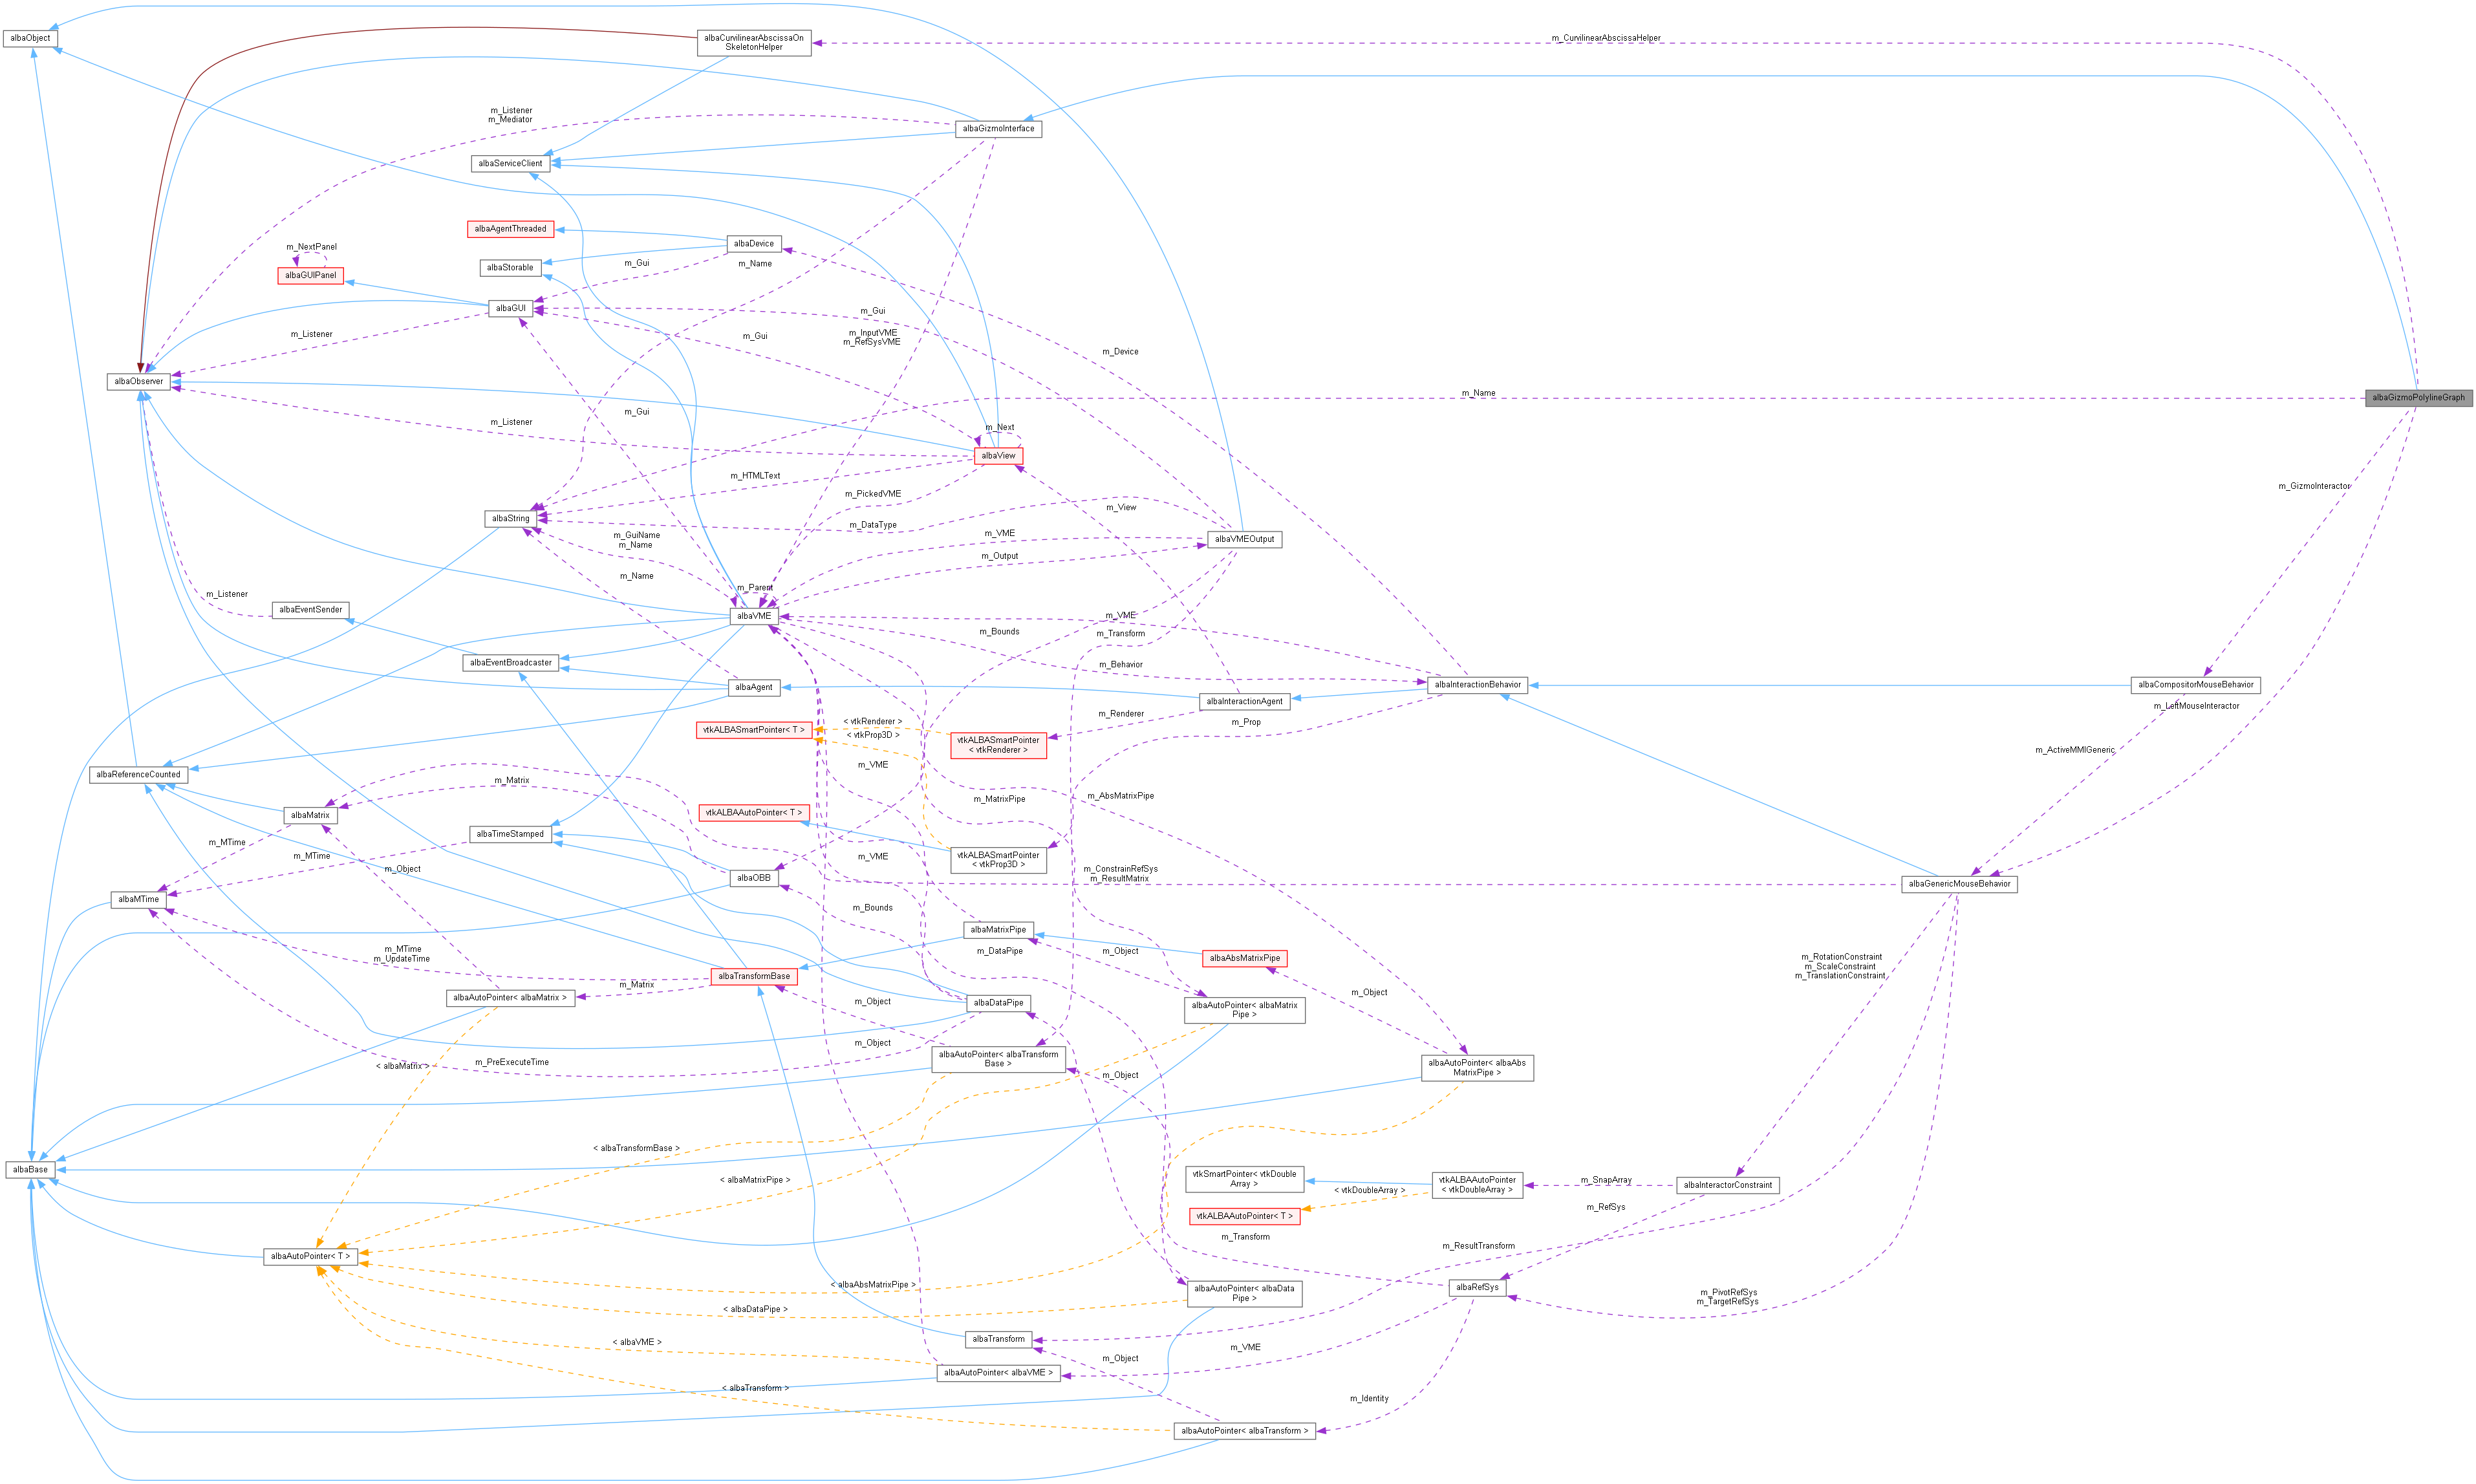 albaObject
albaCurvilinearAbscissaOn
SkeletonHelper
m_CurvilinearAbscissaHelper
m_Listener
m_Mediator
albaGizmoInterface
albaServiceClient
albaAgentThreaded
albaDevice
m_NextPanel
albaGUIPanel
albaStorable
m_Gui
m_Name
albaGUI
m_Gui
m_Listener
m_Gui
m_InputVME
m_RefSysVME
m_Device
albaObserver
m_Name
albaGizmoPolylineGraph
m_Gui
m_Listener
m_Next
albaView
m_HTMLText
m_PickedVME
m_View
m_GizmoInteractor
albaString
m_DataType
m_GuiName
m_Name
m_VME
albaVMEOutput
m_Output
m_Name
m_Parent
m_Listener
albaEventSender
albaVME
m_VME
m_Bounds
m_Transform
albaEventBroadcaster
m_Behavior
albaAgent
albaInteractionAgent
albaInteractionBehavior
albaCompositorMouseBehavior
m_LeftMouseInteractor
m_Renderer
m_Prop
vtkALBASmartPointer< T >
< vtkRenderer >
< vtkProp3D >
vtkALBASmartPointer
< vtkRenderer >
m_ActiveMMIGeneric
albaReferenceCounted
m_Matrix
m_VME
m_AbsMatrixPipe
albaMatrix
vtkALBAAutoPointer< T >
m_MatrixPipe
albaTimeStamped
m_MTime
m_MTime
m_Object
m_VME
vtkALBASmartPointer
< vtkProp3D >
m_ConstrainRefSys
m_ResultMatrix
albaOBB
albaGenericMouseBehavior
albaMTime
m_Bounds
albaMatrixPipe
m_MTime
m_UpdateTime
m_DataPipe
m_Object
albaAbsMatrixPipe
m_RotationConstraint
m_ScaleConstraint
m_TranslationConstraint
albaTransformBase
m_Matrix
albaAutoPointer< albaMatrix >
m_Object
albaDataPipe
m_Object
albaAutoPointer< albaMatrix
Pipe >
m_Object
m_PreExecuteTime
< albaMatrix >
albaAutoPointer< albaTransform
Base >
m_Object
albaAutoPointer< albaAbs
MatrixPipe >
< albaTransformBase >
albaBase
< albaMatrixPipe >
vtkSmartPointer< vtkDouble
Array >
< vtkDoubleArray >
vtkALBAAutoPointer
< vtkDoubleArray >
m_SnapArray
albaInteractorConstraint
vtkALBAAutoPointer< T >
m_RefSys
m_Transform
m_ResultTransform
albaAutoPointer< T >
< albaAbsMatrixPipe >
albaAutoPointer< albaData
Pipe >
albaRefSys
m_PivotRefSys
m_TargetRefSys
< albaDataPipe >
albaTransform
< albaVME >
m_VME
m_Object
albaAutoPointer< albaVME >
< albaTransform >
m_Identity
albaAutoPointer< albaTransform >